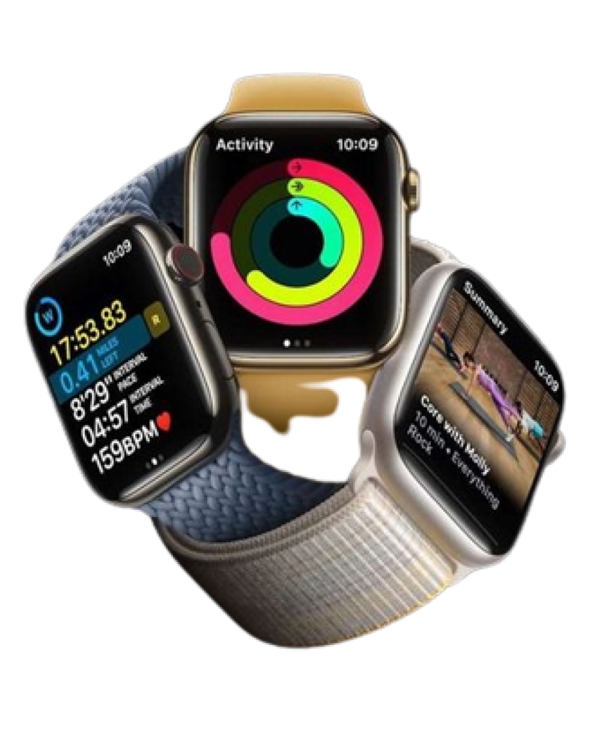 Activity 10:09
10:09
W
17:53.83
R
0.41 MILES LEFT
8'29" INTERVAL PACE
04:57 INTERVAL TIME
159BPM
Summary
10:09
Core with Molly
10 min • Everything
Rock